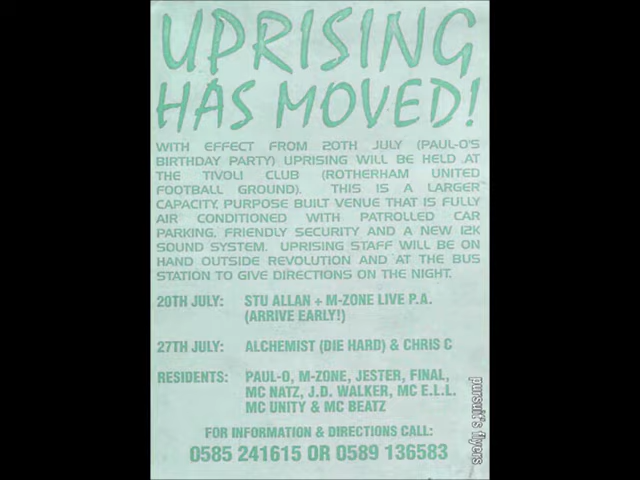 UPRISING
HAS MOVED!
WITH EFFECT FROM 20TH JULY (PAUL-O'S
BIRTHDAY PARTY) UPRISING WILL BE HELD AT
THE TIVOLI CLUB (ROTHERHAM UNITED
FOOTBALL GROUND). THIS IS A LARGER
CAPACITY, PURPOSE BUILT VENUE THAT IS FULLY
AIR CONDITIONED WITH PATROLLED CAR
PARKING, FRIENDLY SECURITY AND A NEW 12K
SOUND SYSTEM. UPRISING STAFF WILL BE ON
HAND OUTSIDE REVOLUTION AND AT THE BUS
STATION TO GIVE DIRECTIONS ON THE NIGHT.
20TH JULY: STU ALLAN + M-ZONE LIVE P.A.
(ARRIVE EARLY!)
27TH JULY: ALCHEMIST (DIE HARD) & CHRIS C
RESIDENTS: PAUL-O, M-ZONE, JESTER, FINAL,
MC NATZ, J.D. WALKER, MC E.L.L.
MC UNITY & MC BEATZ
FOR INFORMATION & DIRECTIONS CALL:
0585 241615 OR 0589 136583
pursuit's flyers